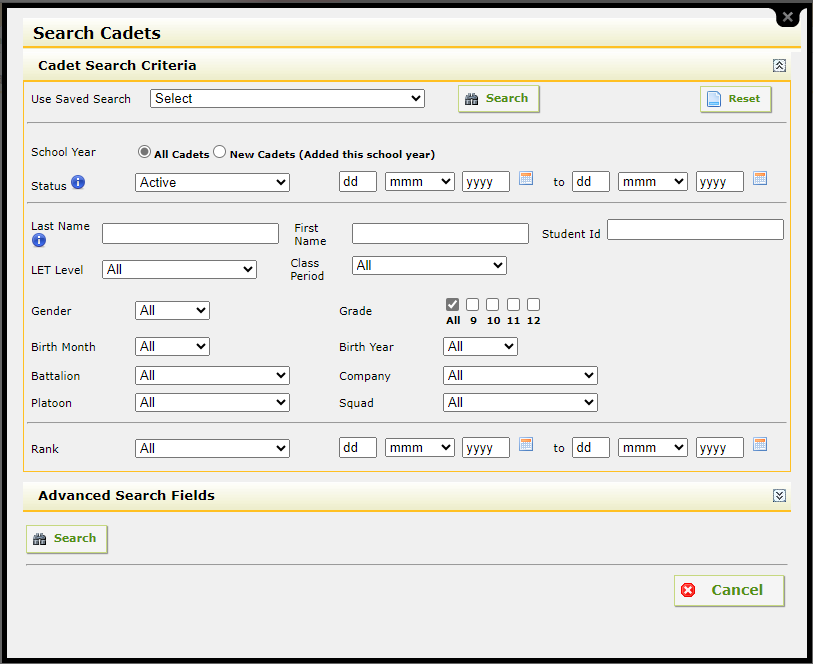 Search Cadets
Cadet Search Criteria
Use Saved Search Select Search Reset
School Year All Cadets New Cadets (Added this school year)
Status Active dd mmm yyyy to dd mmm yyyy
Last Name First Name Student Id
LET Level All Class Period All
Gender All Grade All 9 10 11 12
Birth Month All Birth Year All
Battalion All Company All
Platoon All Squad All
Rank All dd mmm yyyy to dd mmm yyyy
Advanced Search Fields
Search
Cancel